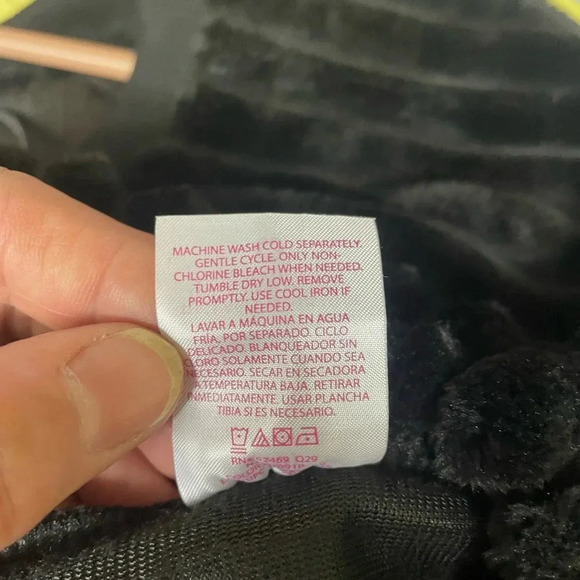 MACHINE WASH COLD SEPARATELY.
GENTLE CYCLE. ONLY NON-
CHLORINE BLEACH WHEN NEEDED.
TUMBLE DRY LOW. REMOVE
PROMPTLY. USE COOL IRON IF
NEEDED.
LAVAR A MÁQUINA EN AGUA
FRÍA, POR SEPARADO. CICLO
DELICADO. BLANQUEADOR SIN
CLORO SOLAMENTE CUANDO SEA
NECESARIO. SECAR EN SECADORA
A TEMPERATURA BAJA. RETIRAR
INMEDIATAMENTE. USAR PLANCHA
TIBIA SI ES NECESARIO.
Q29